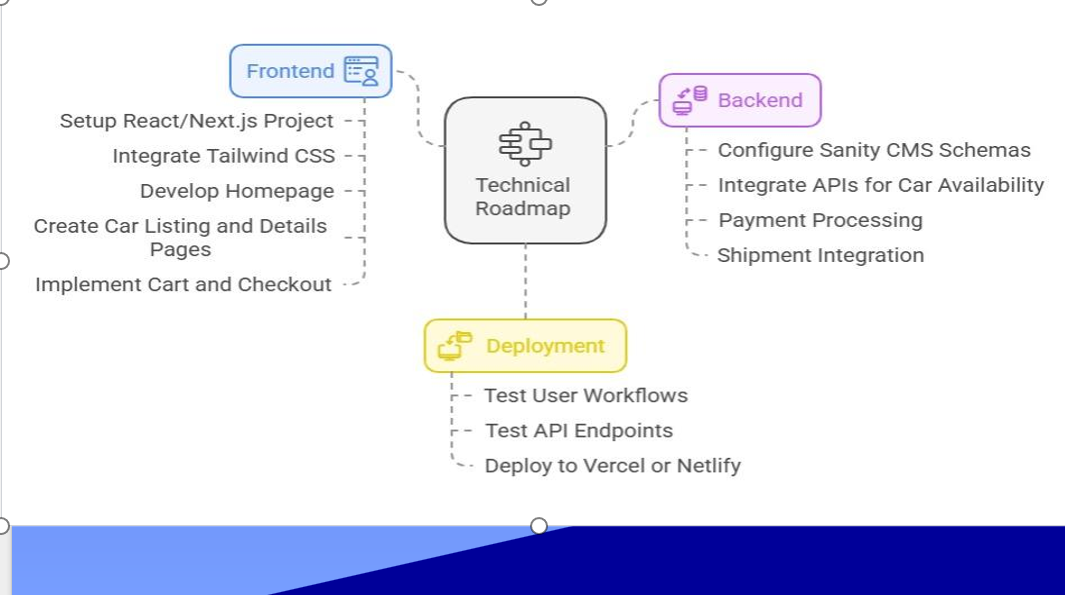 Frontend
Setup React/Next.js Project
Integrate Tailwind CSS
Develop Homepage
Create Car Listing and Details
Pages
Implement Cart and Checkout
Technical
Roadmap
Backend
Configure Sanity CMS Schemas
Integrate APIs for Car Availability
Payment Processing
Shipment Integration
Deployment
Test User Workflows
Test API Endpoints
Deploy to Vercel or Netlify